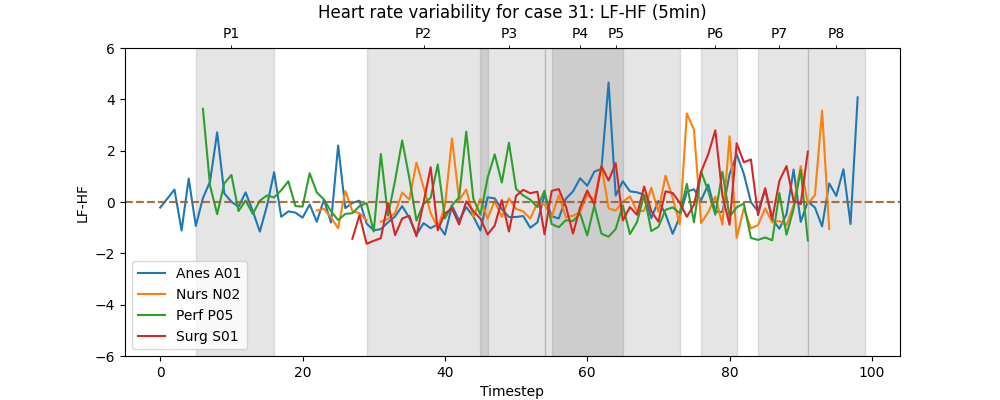 Heart rate variability for case 31: LF-HF (5min)
P1 P2 P3 P4 P5 P6 P7 P8
6
4
2
0
−2
−4
−6
LF-HF
Anes A01
Nurs N02
Perf P05
Surg S01
0 20 40 60 80 100
Timestep